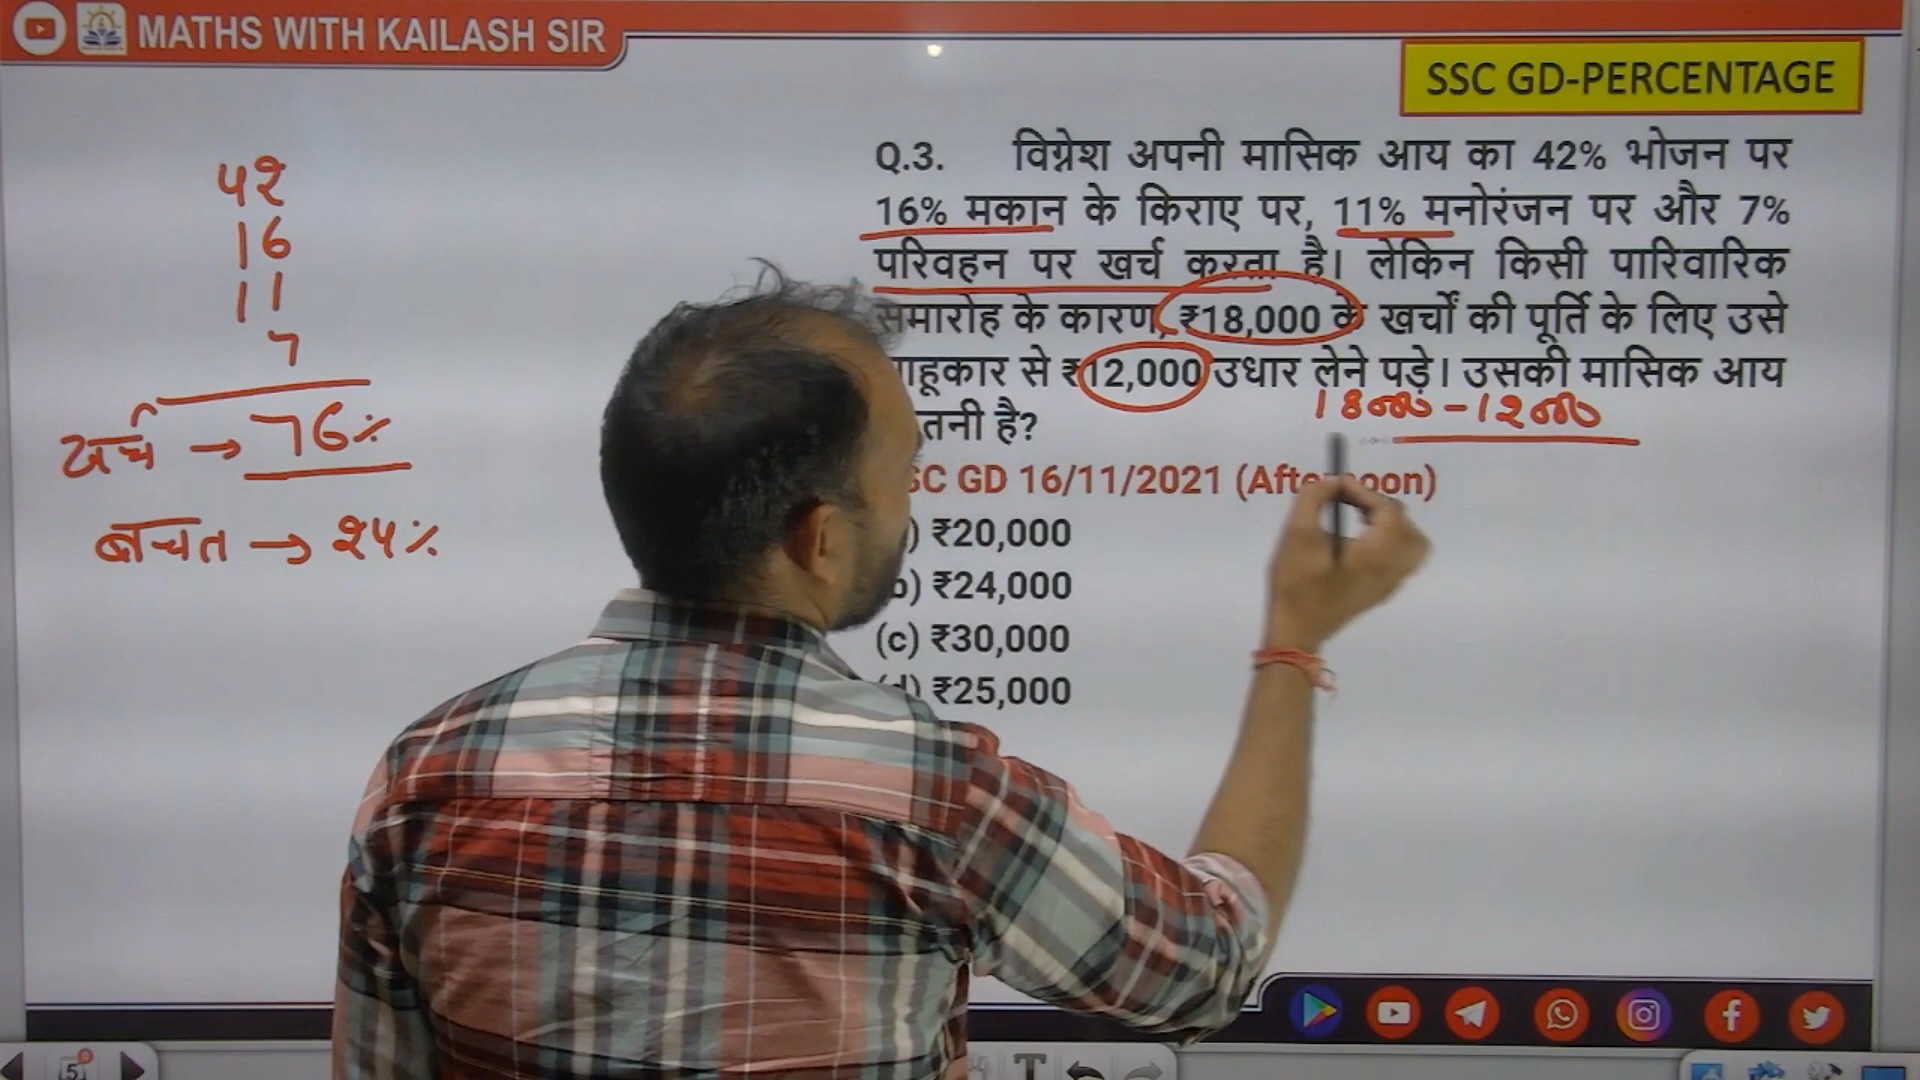 MATHS WITH KAILASH SIR
SSC GD-PERCENTAGE
Q.3. विग्नेश अपनी मासिक आय का 42% भोजन पर
16% मकान के किराए पर, 11% मनोरंजन पर और 7%
परिवहन पर खर्च करता है। लेकिन किसी पारिवारिक
समारोह के कारण, ₹18,000 के खर्चों की पूर्ति के लिए उसे
ाहूकार से ₹12,000 उधार लेने पड़े। उसकी मासिक आय
तनी है?
18000-12000
SC GD 16/11/2021 (Afternoon)
) ₹20,000
b) ₹24,000
(c) ₹30,000
(d) ₹25,000
42
16
11
7
खर्च → 76%
बचत → 24%
5
T